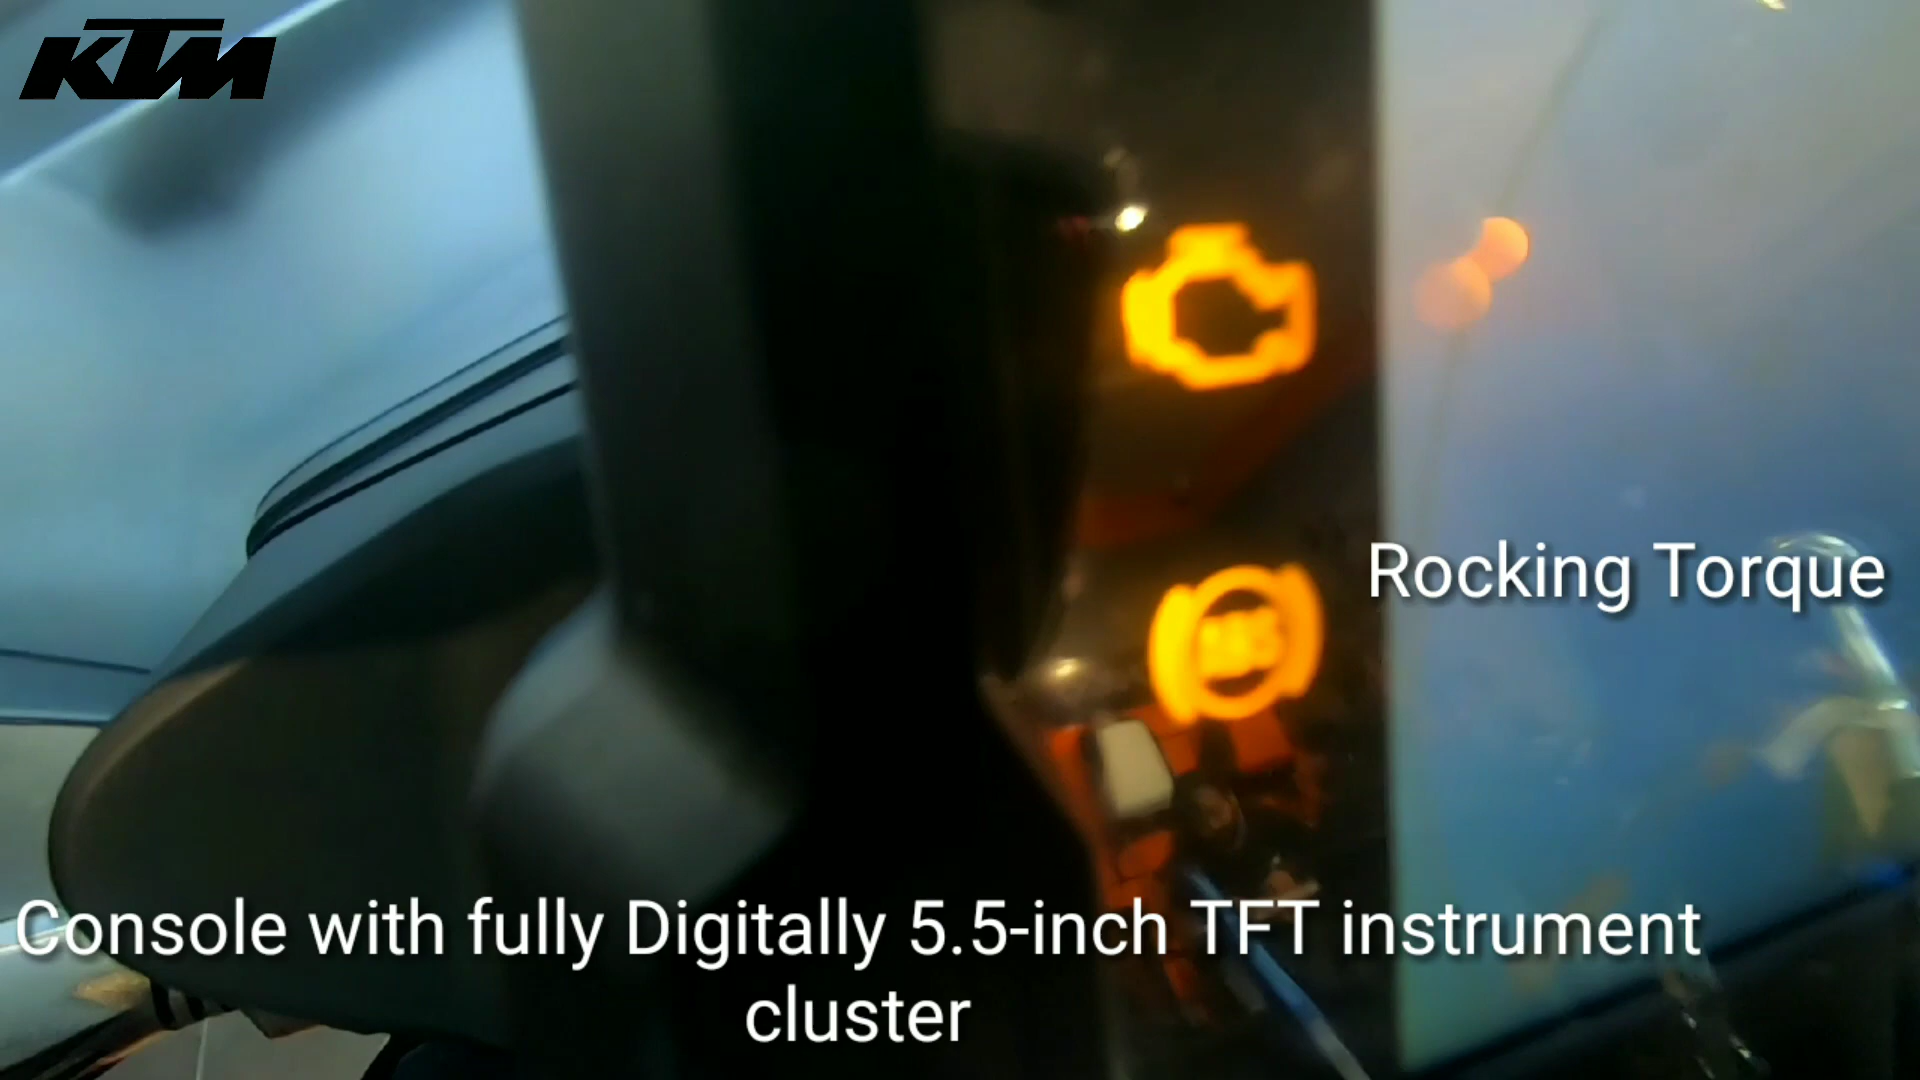 KTM
Rocking Torque
Console with fully Digitally 5.5-inch TFT instrument
cluster